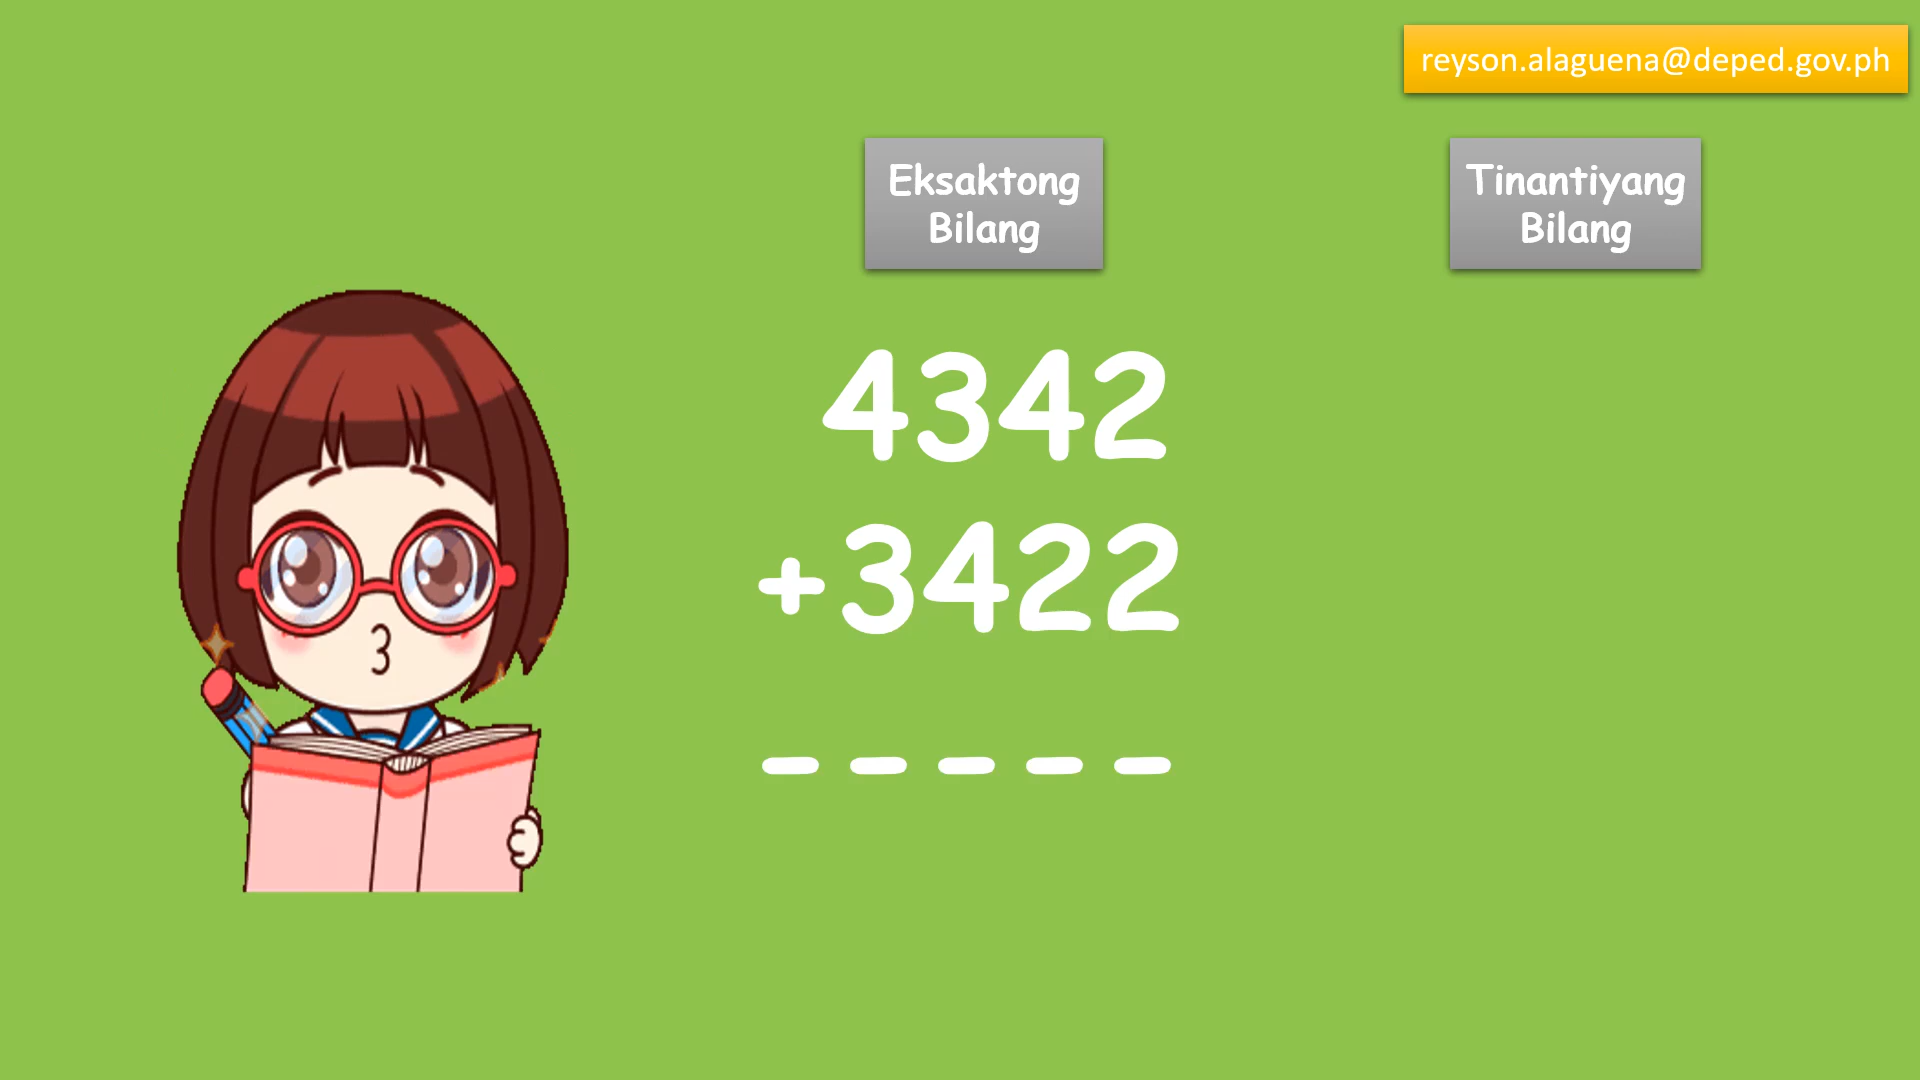 reyson.alaguena@deped.gov.ph
Eksaktong
Bilang
Tinantiyang
Bilang
4342
+3422
_ _ _ _ _